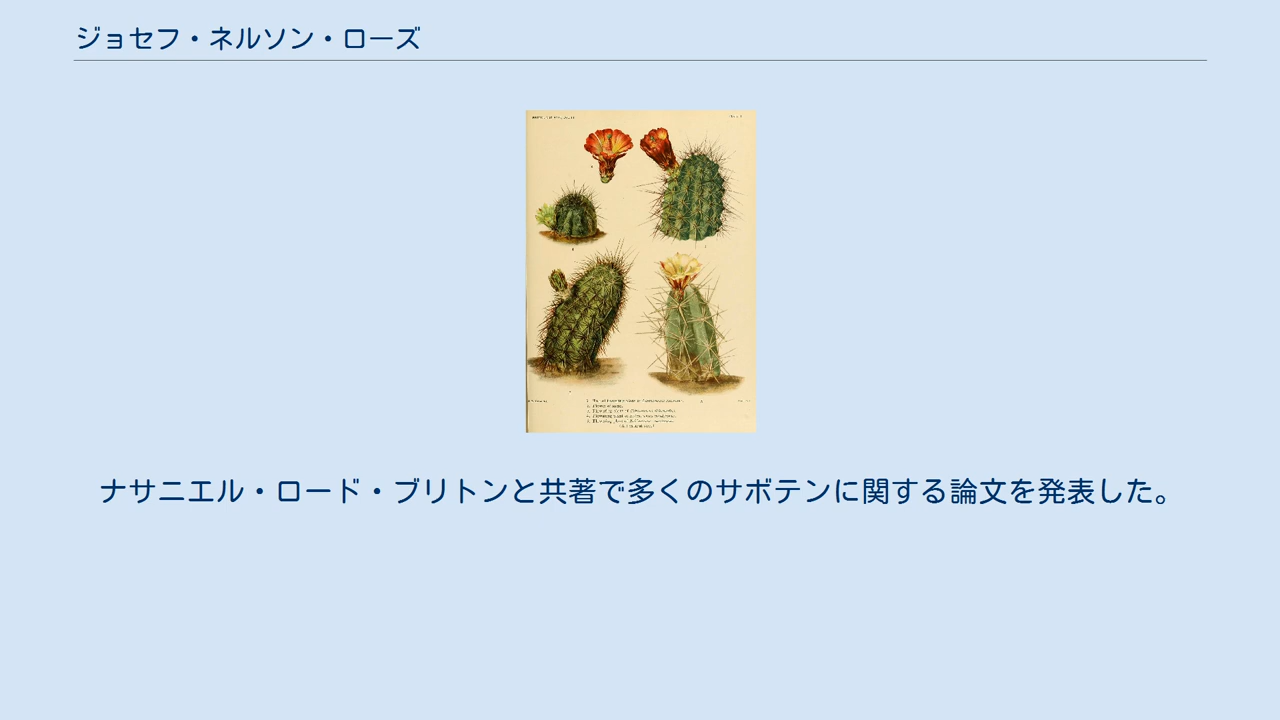 ジョセフ・ネルソン・ローズ
ナサニエル・ロード・ブリトンと共著で多くのサボテンに関する論文を発表した。